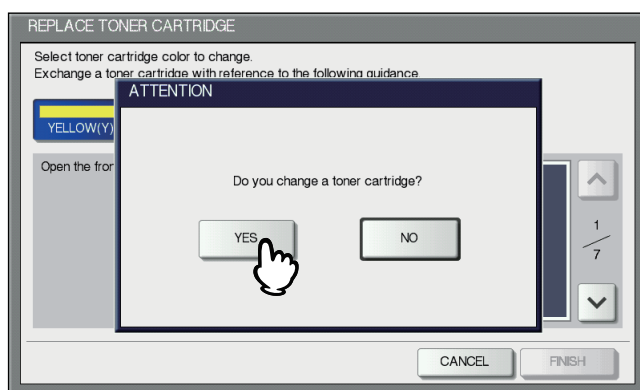 REPLACE TONER CARTRIDGE
Select toner cartridge color to change.
Exchange a toner cartridge with reference to the following guidance
ATTENTION
YELLOW(Y)
Open the fron
Do you change a toner cartridge?
YES
NO
1
7
CANCEL
FINISH